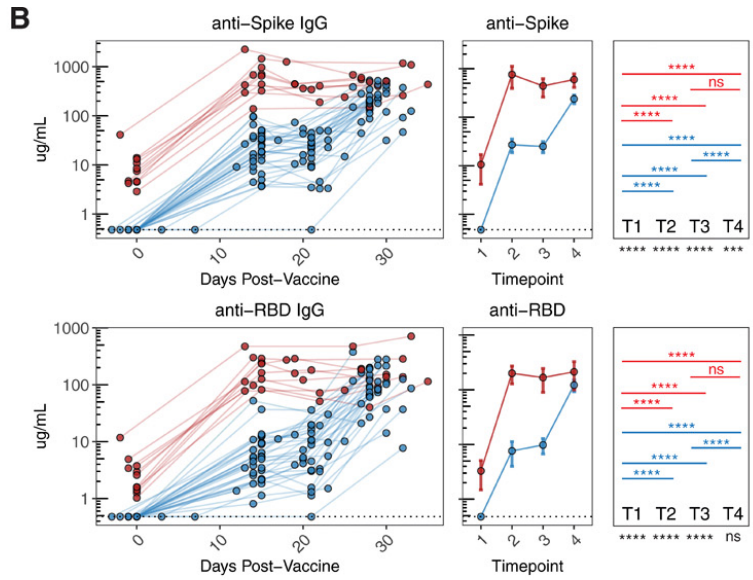 B
anti–Spike IgG
anti–Spike
ug/mL
1000
100
10
1
0
10
20
30
Days Post–Vaccine
1
2
3
4
Timepoint
****
ns
****
****
****
****
****
****
T1 T2 T3 T4
**** **** **** ***
anti–RBD IgG
anti–RBD
ug/mL
1000
100
10
1
0
10
20
30
Days Post–Vaccine
1
2
3
4
Timepoint
****
ns
****
****
****
****
****
****
T1 T2 T3 T4
**** **** **** ns